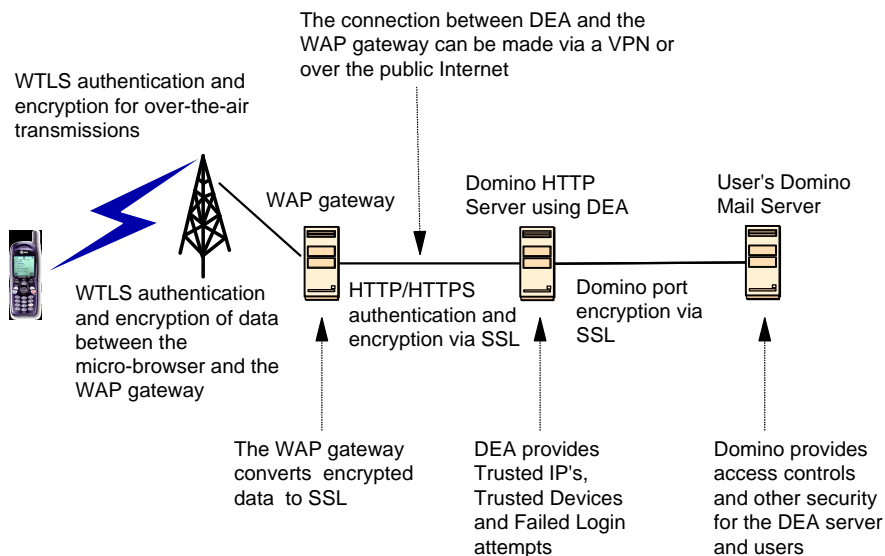 The connection between DEA and the
WAP gateway can be made via a VPN or
over the public Internet
WTLS authentication and
encryption for over-the-air
transmissions
WAP gateway
Domino HTTP
Server using DEA
User's Domino
Mail Server
WTLS authentication
and encryption of data
between the
micro-browser and the
WAP gateway
HTTP/HTTPS
authentication and
encryption via SSL
Domino port
encryption via
SSL
The WAP gateway
converts encrypted
data to SSL
DEA provides
Trusted IP's,
Trusted Devices
and Failed Login
attempts
Domino provides
access controls
and other security
for the DEA server
and users